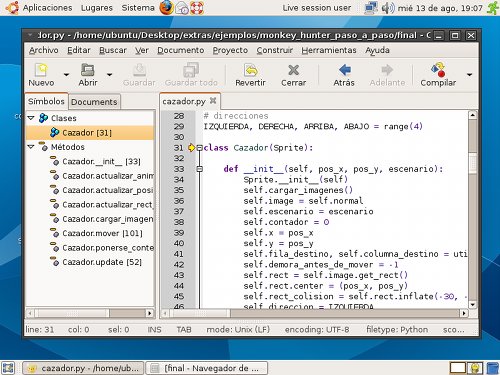 Aplicaciones Lugares Sistema Live session user mié 13 de ago, 19:07
dor.py - /home/ubuntu/Desktop/extras/ejemplos/monkey_hunter_paso_a_paso/final - G
Archivo Editar Buscar Ver Documento Proyecto Construir Herramientas Ayuda
Nuevo Abrir Guardar Guardar todo Revertir Cerrar Atrás Adelante Compilar
Símbolos Documents cazador.py
Clases
Cazador [31]
Métodos
Cazador.__init__ [33]
Cazador.actualizar_anim
Cazador.actualizar_posi
Cazador.actualizar_rect
Cazador.cargar_imagen
Cazador.mover [101]
Cazador.ponerse_conte
Cazador.update [52]
28 # direcciones
29 IZQUIERDA, DERECHA, ARRIBA, ABAJO = range(4)
30
31 class Cazador(Sprite):
32
33 def __init__(self, pos_x, pos_y, escenario):
34 Sprite.__init__(self)
35 self.cargar_imagenes()
36 self.image = self.normal
37 self.escenario = escenario
38 self.contador = 0
39 self.x = pos_x
40 self.y = pos_y
41 self.fila_destino, self.columna_destino = uti
42 self.demora_antes_de_mover = -1
43 self.rect = self.image.get_rect()
44 self.rect.center = (pos_x, pos_y)
45 self.rect_colision = self.rect.inflate(-30, -
46 self.direccion = IZQUIERDA
line: 31 col: 0 sel: 0 INS TAB mode: Unix (LF) encoding: UTF-8 filetype: Python sco...
cazador.py - /home/ub... [final - Navegador de ...